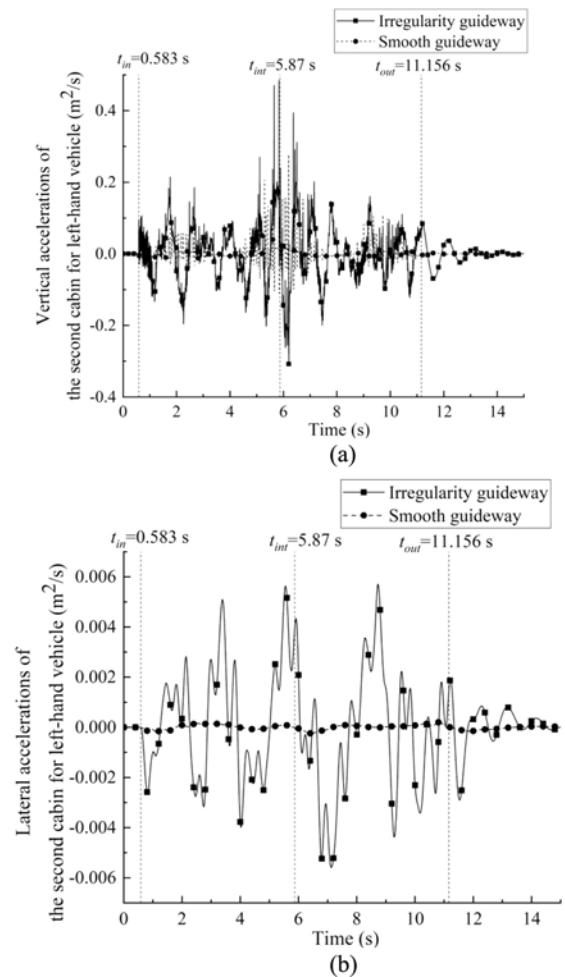 Irregularity guideway
Smooth guideway
t_in=0.583 s
t_int=5.87 s
t_out=11.156 s
0.4
0.2
0.0
-0.2
-0.4
Vertical accelerations of
the second cabin for left-hand vehicle (m²/s)
0 2 4 6 8 10 12 14
Time (s)
(a)
Irregularity guideway
Smooth guideway
t_in=0.583 s
t_int=5.87 s
t_out=11.156 s
0.006
0.004
0.002
0.000
-0.002
-0.004
-0.006
Lateral accelerations of
the second cabin for left-hand vehicle (m²/s)
0 2 4 6 8 10 12 14
Time (s)
(b)